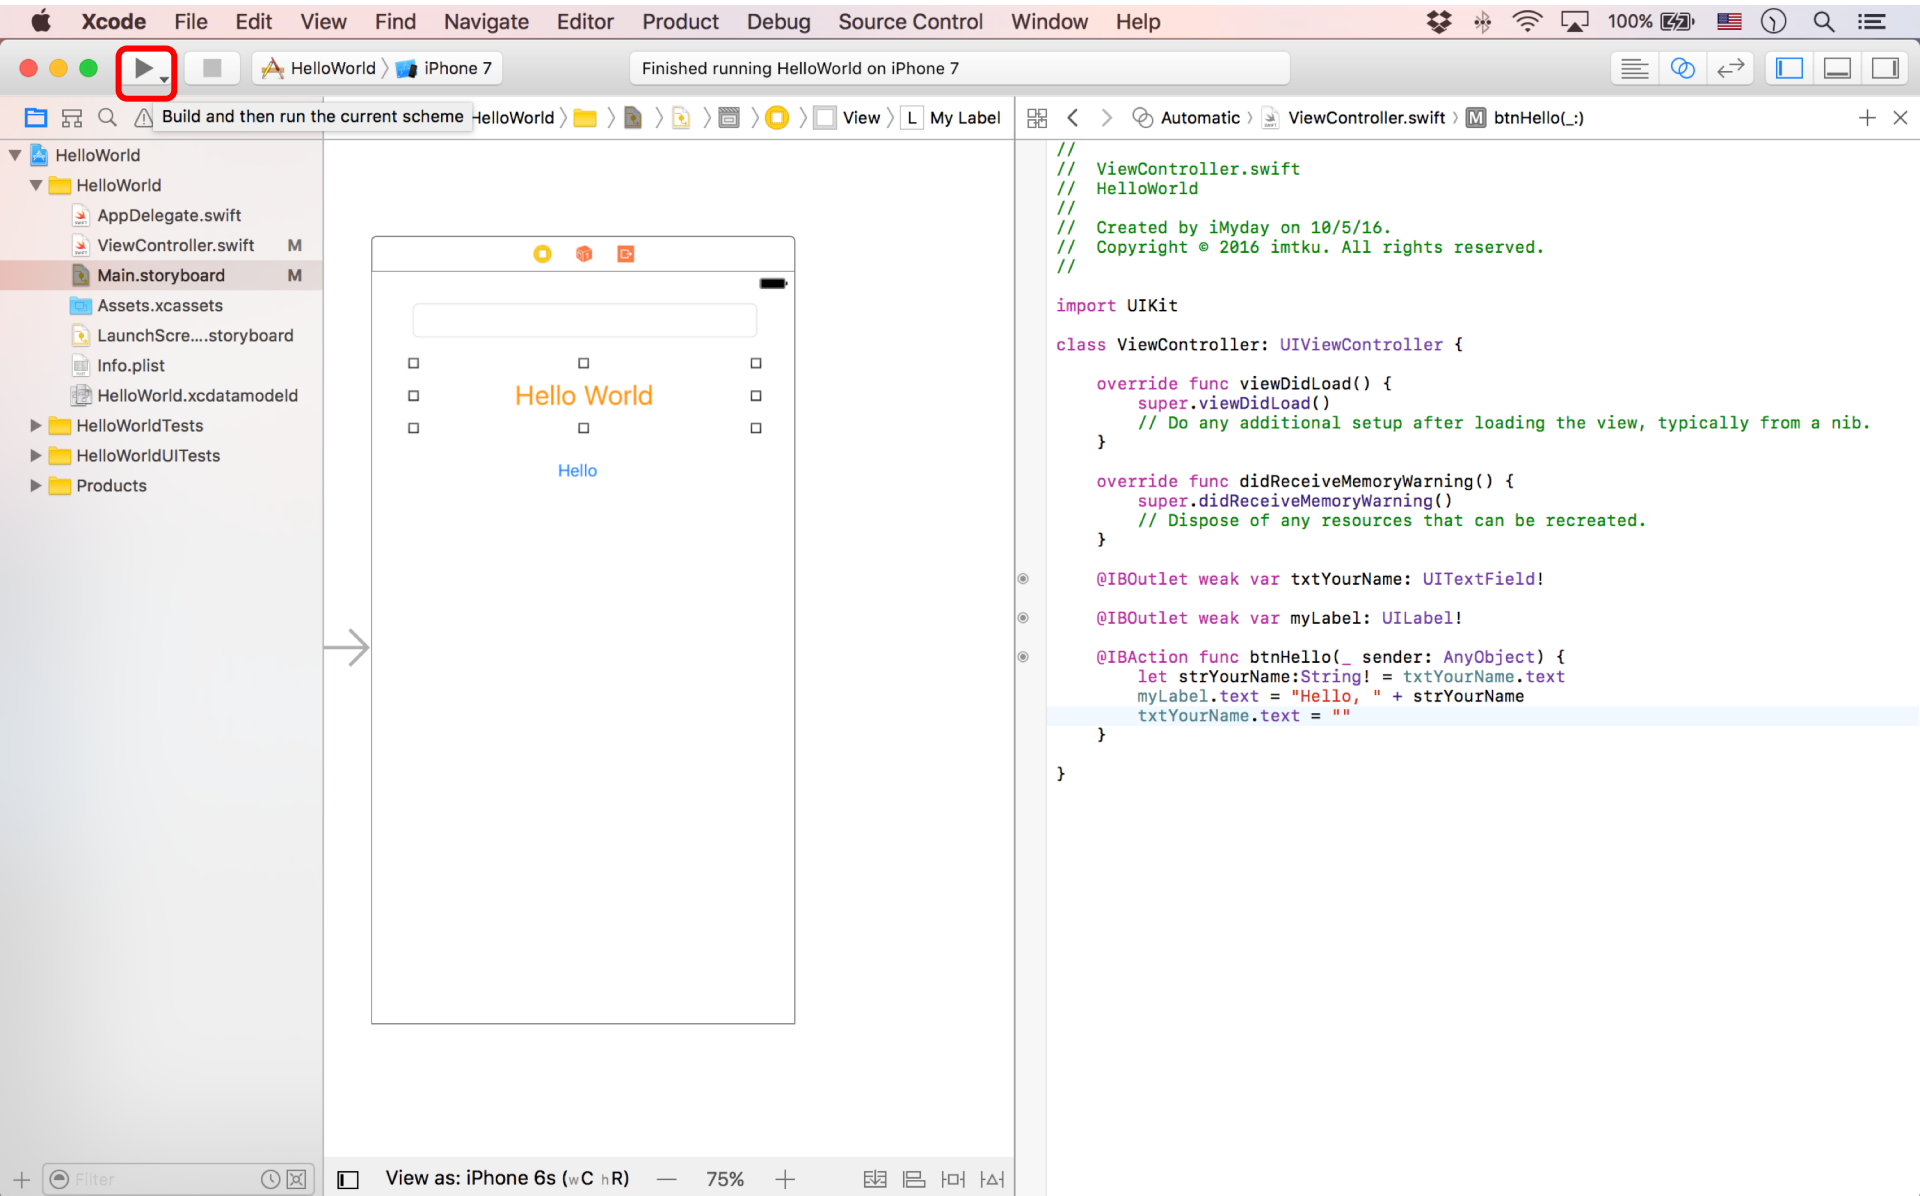 Xcode File Edit View Find Navigate Editor Product Debug Source Control Window Help 100%
HelloWorld iPhone 7 Finished running HelloWorld on iPhone 7
Build and then run the current scheme HelloWorld View L My Label Automatic ViewController.swift M btnHello(_:)
HelloWorld
HelloWorld
AppDelegate.swift
ViewController.swift M
Main.storyboard M
Assets.xcassets
LaunchScre....storyboard
Info.plist
HelloWorld.xcdatamodeld
HelloWorldTests
HelloWorldUITests
Products
Filter
Hello World
Hello
View as: iPhone 6s (wC hR) — 75% +
//
// ViewController.swift
// HelloWorld
//
// Created by iMyday on 10/5/16.
// Copyright © 2016 imtku. All rights reserved.
//
import UIKit
class ViewController: UIViewController {
override func viewDidLoad() {
super.viewDidLoad()
// Do any additional setup after loading the view, typically from a nib.
}
override func didReceiveMemoryWarning() {
super.didReceiveMemoryWarning()
// Dispose of any resources that can be recreated.
}
@IBOutlet weak var txtYourName: UITextField!
@IBOutlet weak var myLabel: UILabel!
@IBAction func btnHello(_ sender: AnyObject) {
let strYourName:String! = txtYourName.text
myLabel.text = "Hello, " + strYourName
txtYourName.text = ""
}
}